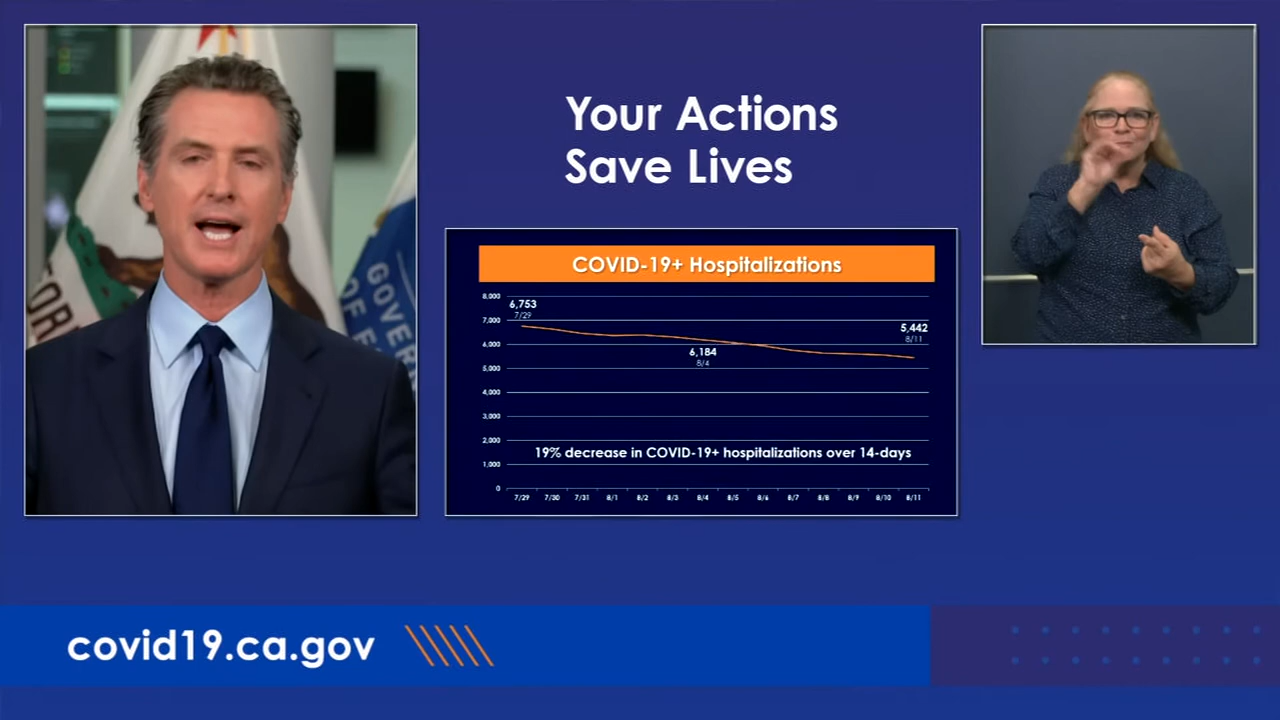 Your Actions
Save Lives
COVID-19+ Hospitalizations
8,000
7,000
6,000
5,000
4,000
3,000
2,000
1,000
0
6,753
7/29
6,184
8/4
5,442
8/11
19% decrease in COVID-19+ hospitalizations over 14-days
7/29 7/30 7/31 8/1 8/2 8/3 8/4 8/5 8/6 8/7 8/8 8/9 8/10 8/11
covid19.ca.gov